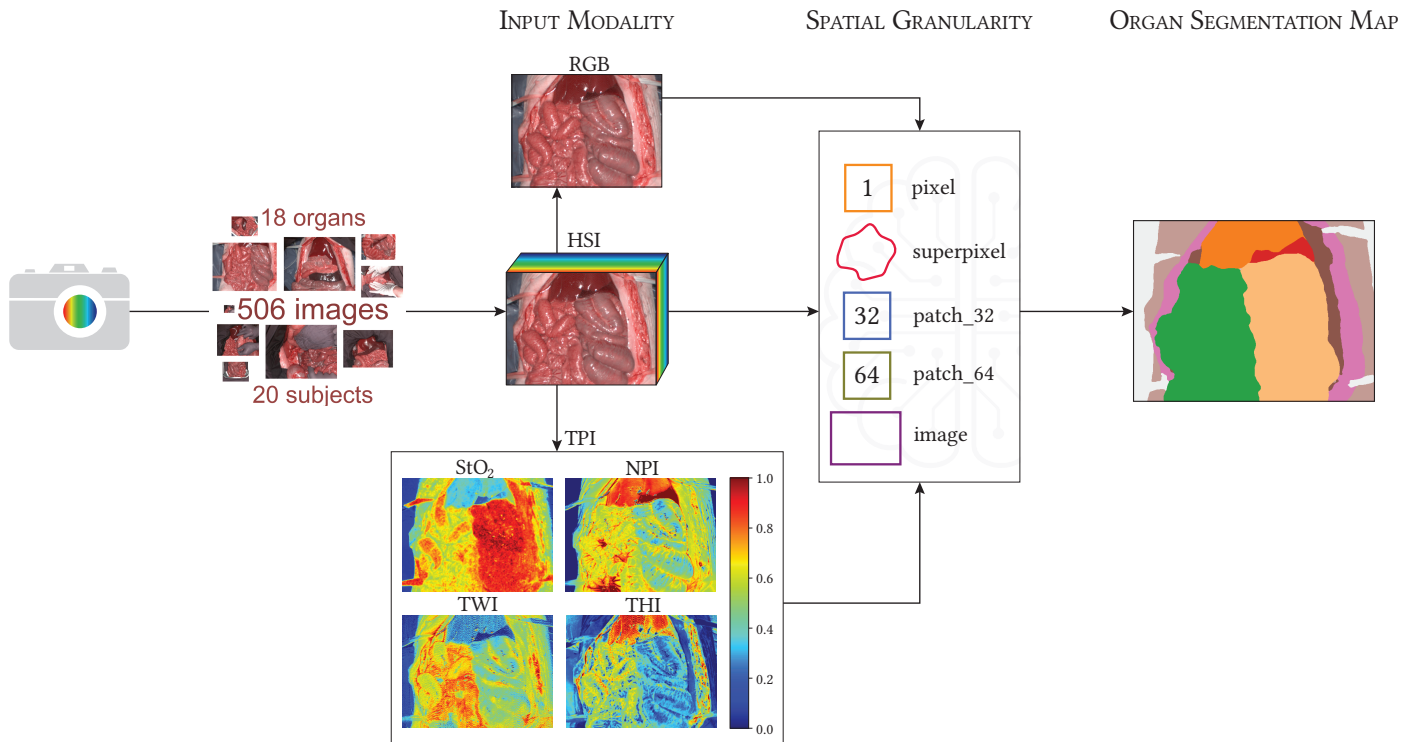 INPUT MODALITY
SPATIAL GRANULARITY
ORGAN SEGMENTATION MAP
RGB
18 organs
506 images
20 subjects
HSI
TPI
StO₂
NPI
TWI
THI
1.0
0.8
0.6
0.4
0.2
0.0
1 pixel
superpixel
32 patch_32
64 patch_64
image